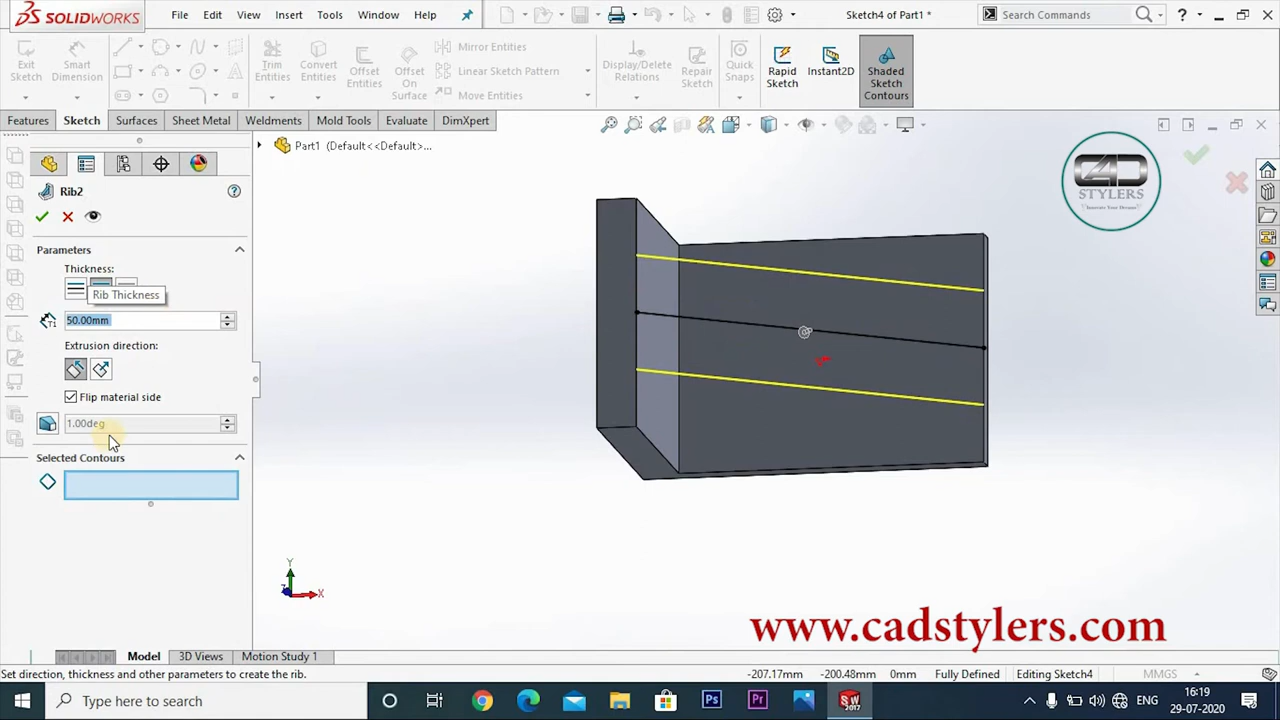 SOLIDWORKS
File Edit View Insert Tools Window Help
Sketch4 of Part1 *
Search Commands
?
Exit Sketch
Smart Dimension
Trim Entities
Convert Entities
Offset Entities
Offset On Surface
Mirror Entities
Linear Sketch Pattern
Move Entities
Display/Delete Relations
Repair Sketch
Quick Snaps
Rapid Sketch
Instant2D
Shaded Sketch Contours
Features Sketch Surfaces Sheet Metal Weldments Mold Tools Evaluate DimXpert
Part1 (Default<<Default>...
Rib2
?
Parameters
Thickness:
Rib Thickness
50.00mm
Extrusion direction:
Flip material side
1.00deg
Selected Contours
CAD
STYLERS
Y
X
Z
www.cadstylers.com
Model 3D Views Motion Study 1
Set direction, thickness and other parameters to create the rib.
-207.17mm -200.48mm 0mm Fully Defined Editing Sketch4
MMGS
Type here to search
Ps
Pr
SW
2017
ENG
16:19
29-07-2020